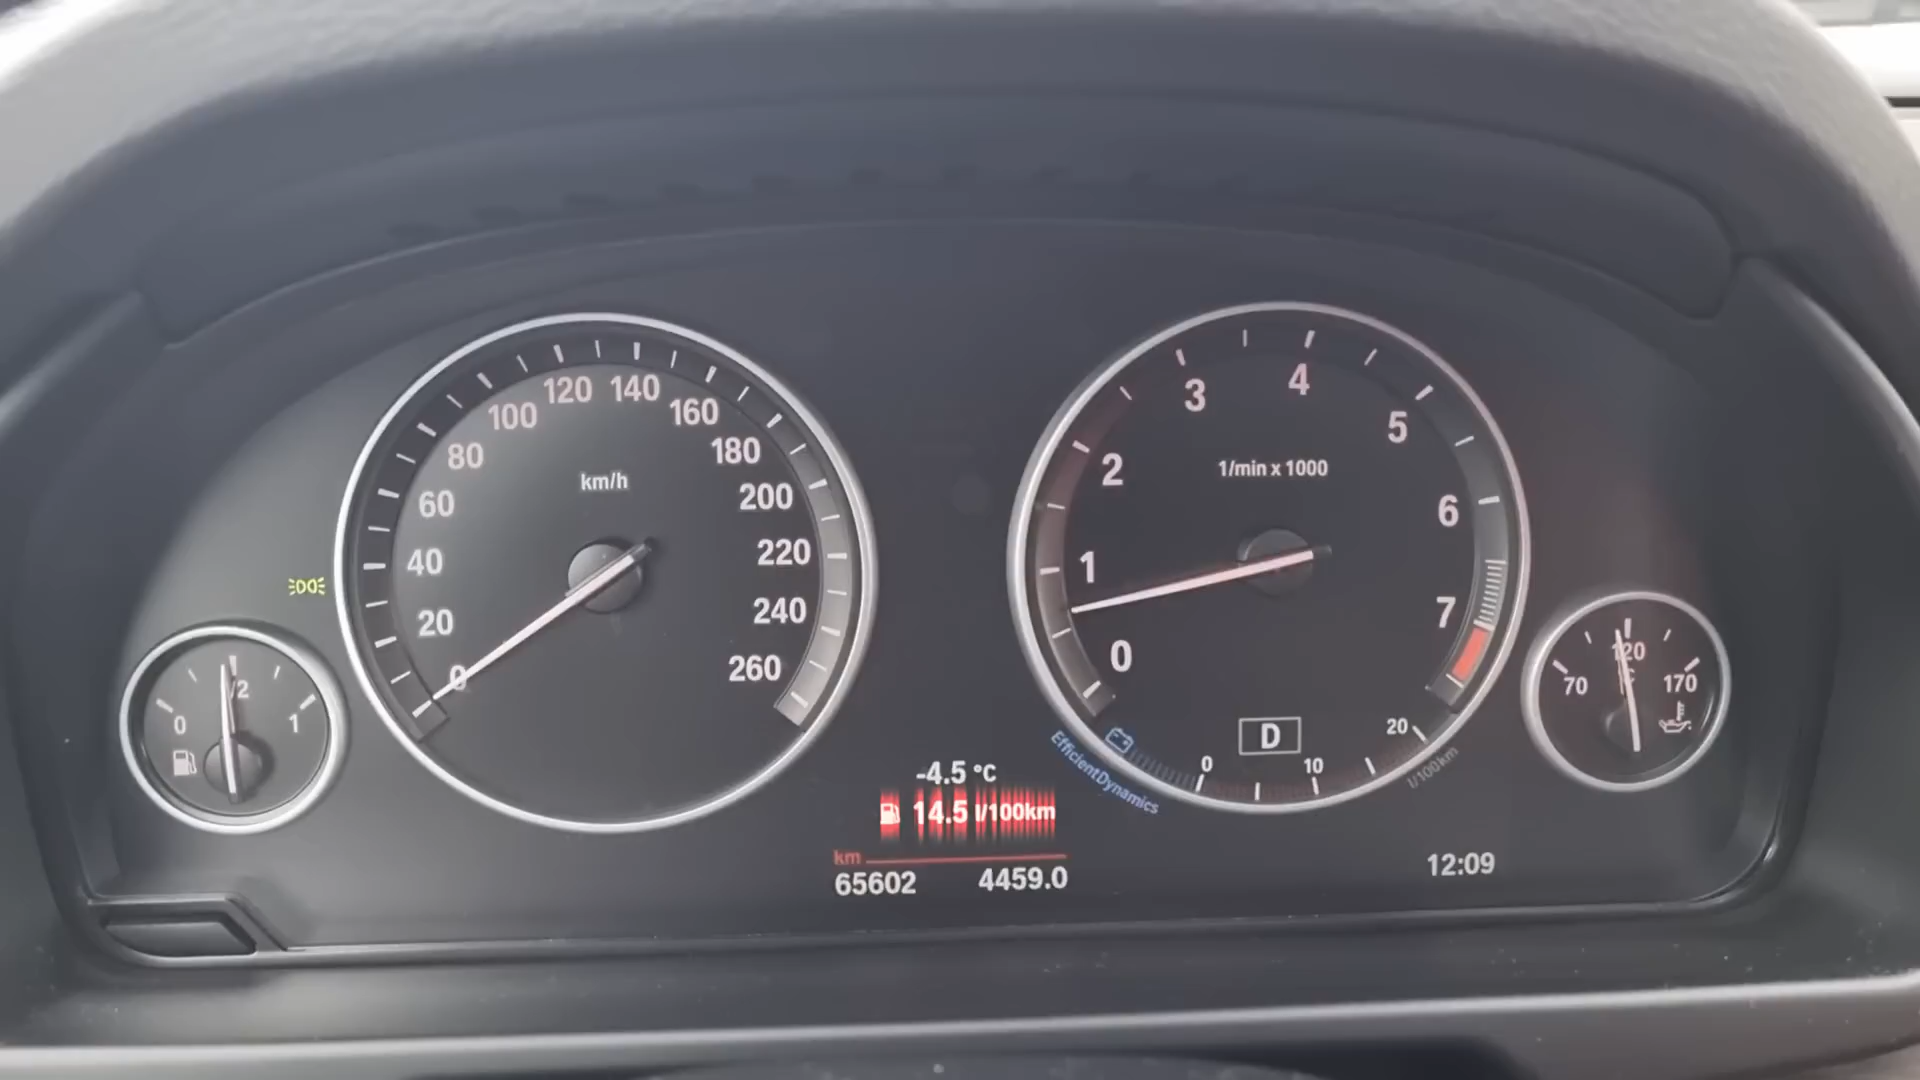 km/h
0
20
40
60
80
100
120
140
160
180
200
220
240
260
1/min x 1000
0
1
2
3
4
5
6
7
D
0 10 20
l/100km
EfficientDynamics
0 1/2 1
70 120 170
°C
-4.5 °C
14.5 l/100km
km
65602 4459.0
12:09